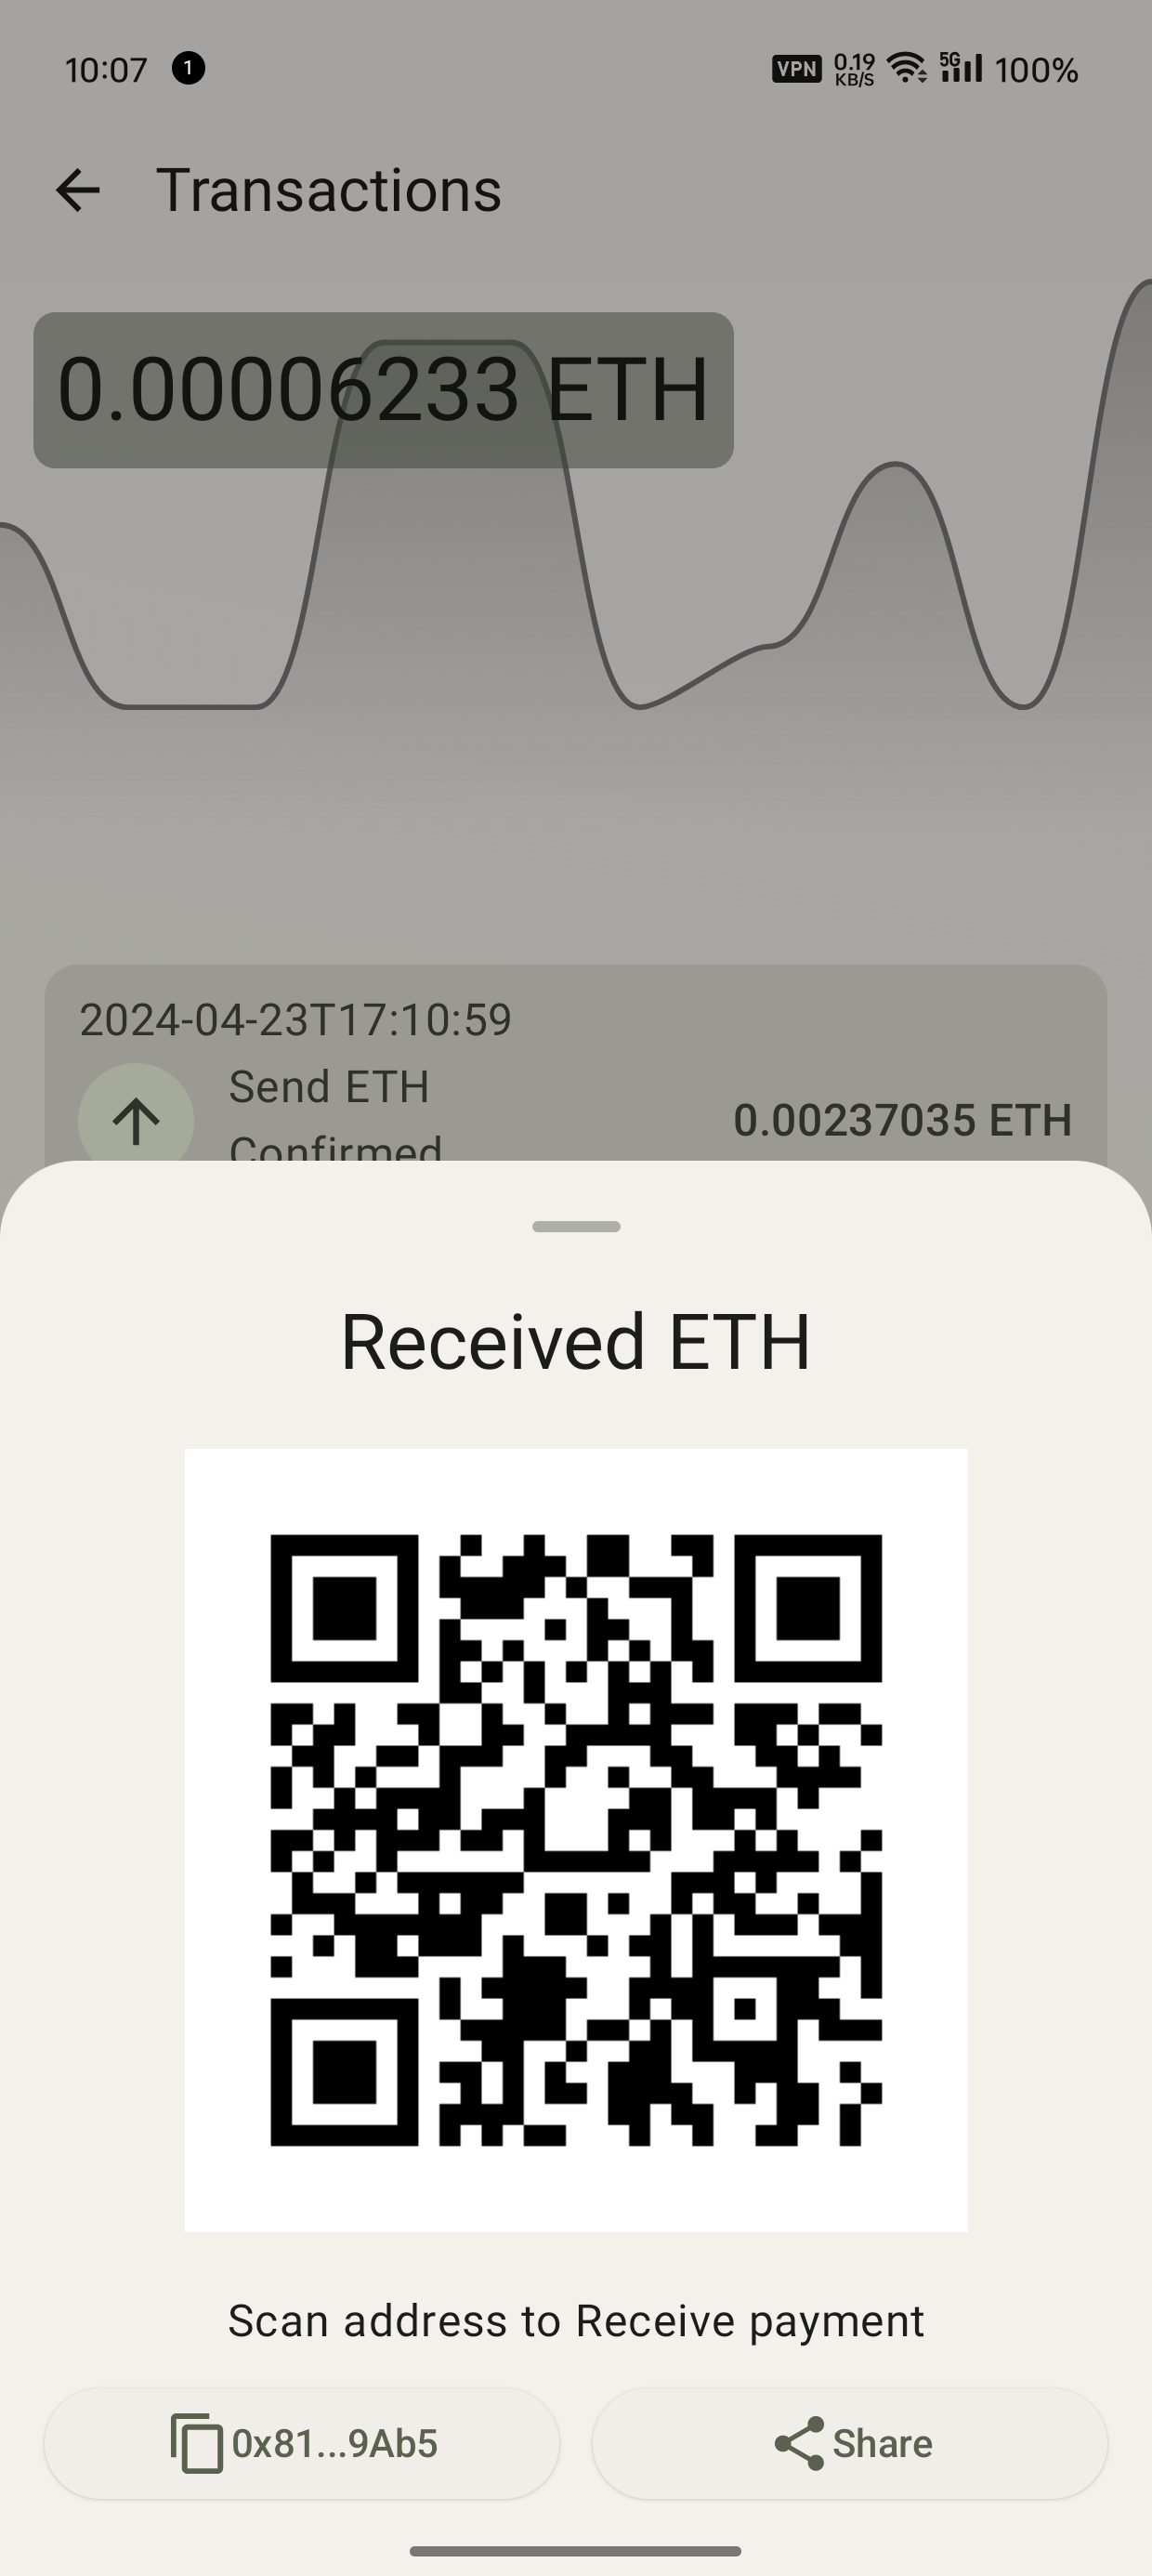 10:07 1 VPN 0.19 KB/S 5G 100%
Transactions
0.00006233 ETH
2024-04-23T17:10:59
Send ETH
0.00237035 ETH
Confirmed
Received ETH
Scan address to Receive payment
0x81...9Ab5 Share